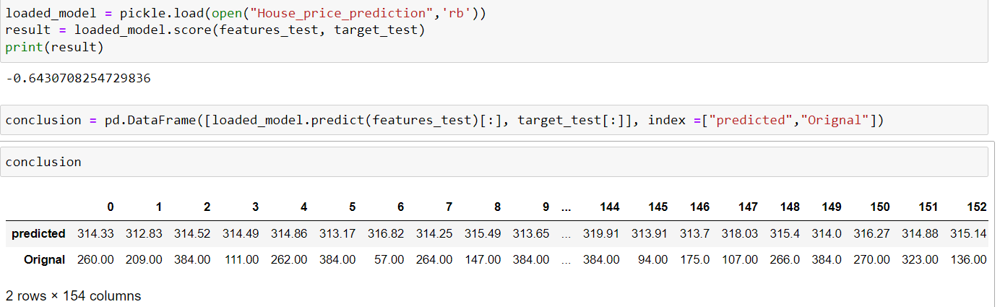 loaded_model = pickle.load(open("House_price_prediction",'rb'))
result = loaded_model.score(features_test, target_test)
print(result)
-0.6430708254729836
conclusion = pd.DataFrame([loaded_model.predict(features_test)[:], target_test[:]], index =["predicted","Orignal"])
conclusion
0 1 2 3 4 5 6 7 8 9 ... 144 145 146 147 148 149 150 151 152
predicted 314.33 312.83 314.52 314.49 314.86 313.17 316.82 314.25 315.49 313.65 ... 319.91 313.91 313.7 318.03 315.4 314.0 316.27 314.88 315.14
Orignal 260.00 209.00 384.00 111.00 262.00 384.00 57.00 264.00 147.00 384.00 ... 384.00 94.00 175.0 107.00 266.0 384.0 270.00 323.00 136.00
2 rows × 154 columns